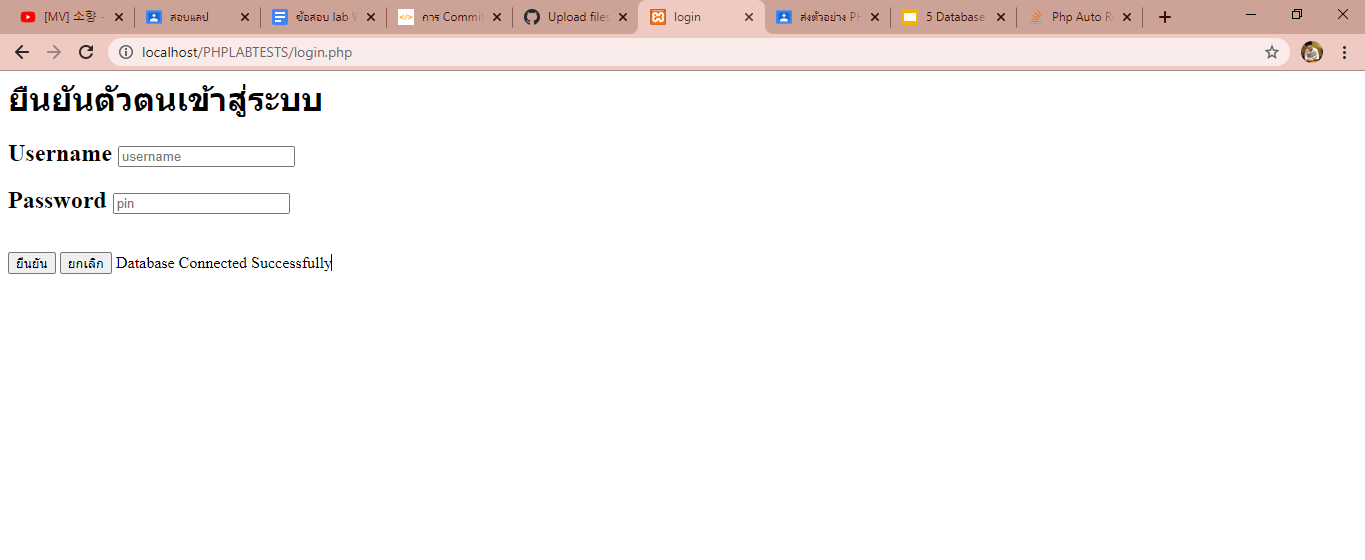 [MV] 소향 -
สอบแลป
ข้อสอบ lab
การ Commit
Upload files
login
ส่งตัวอย่าง PH
5 Database
Php Auto R
localhost/PHPLABTESTS/login.php
ยืนยันตัวตนเข้าสู่ระบบ
Username username
Password pin
ยืนยัน ยกเลิก Database Connected Successfully